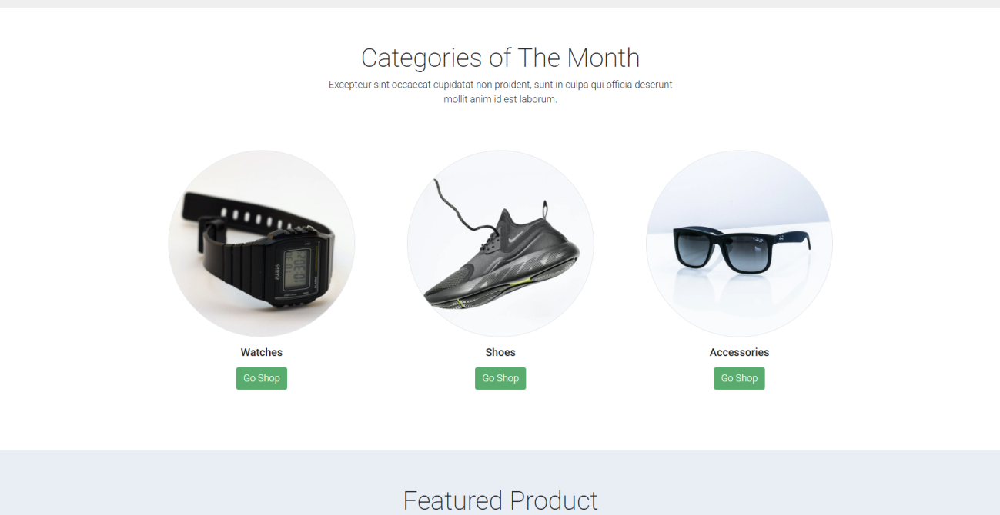 Categories of The Month
Excepteur sint occaecat cupidatat non proident, sunt in culpa qui officia deserunt
mollit anim id est laborum.
CASIO
Watches
Shoes
Accessories
Go Shop
Go Shop
Go Shop
Featured Product